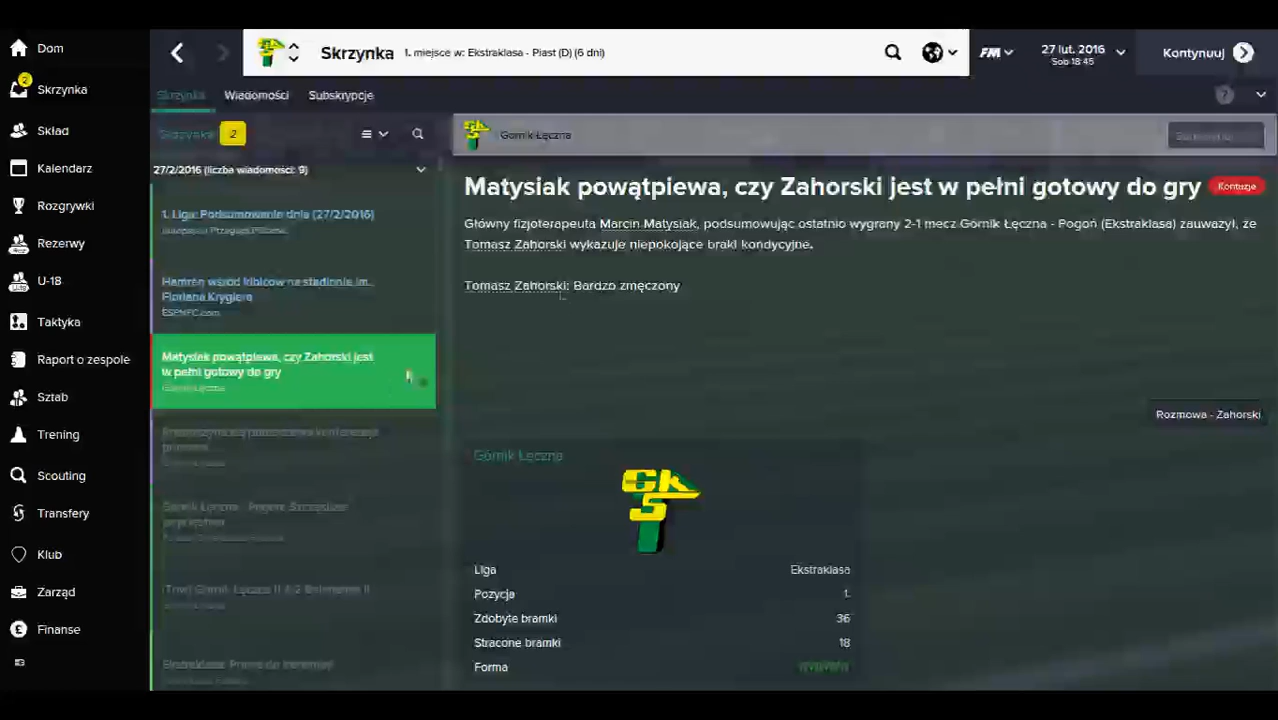 Dom
Skrzynka
1. miejsce w: Ekstraklasa - Piast (D) (6 dni)
FM
27 lut. 2016
Sob 18:45
Kontynuuj
2
Skrzynka
Skład
Kalendarz
Rozgrywki
Rezerwy
U-18
Taktyka
Raport o zespole
Sztab
Trening
Scouting
Transfery
Klub
Zarząd
Finanse
Skrzynka
Wiadomości
Subskrypcje
Skrzynka
2
27/2/2016 (liczba wiadomości: 9)
1. Liga: Podsumowanie dnia (27/2/2016)
Hamrén wśród kibiców na stadionie im.
Floriana Krygiera
ESPNFC.com
Matysiak powątpiewa, czy Zahorski jest
w pełni gotowy do gry
Górnik Łęczna
Górnik Łęczna
Matysiak powątpiewa, czy Zahorski jest w pełni gotowy do gry
Kontuzje
Główny fizjoterapeuta Marcin Matysiak, podsumowując ostatnio wygrany 2-1 mecz Górnik Łęczna - Pogoń (Ekstraklasa) zauważył, że
Tomasz Zahorski wykazuje niepokojące braki kondycyjne.
Tomasz Zahorski: Bardzo zmęczony
Rozmowa - Zahorski
Górnik Łęczna
GKS
Liga Ekstraklasa
Pozycja 1.
Zdobyte bramki 36
Stracone bramki 18
Forma